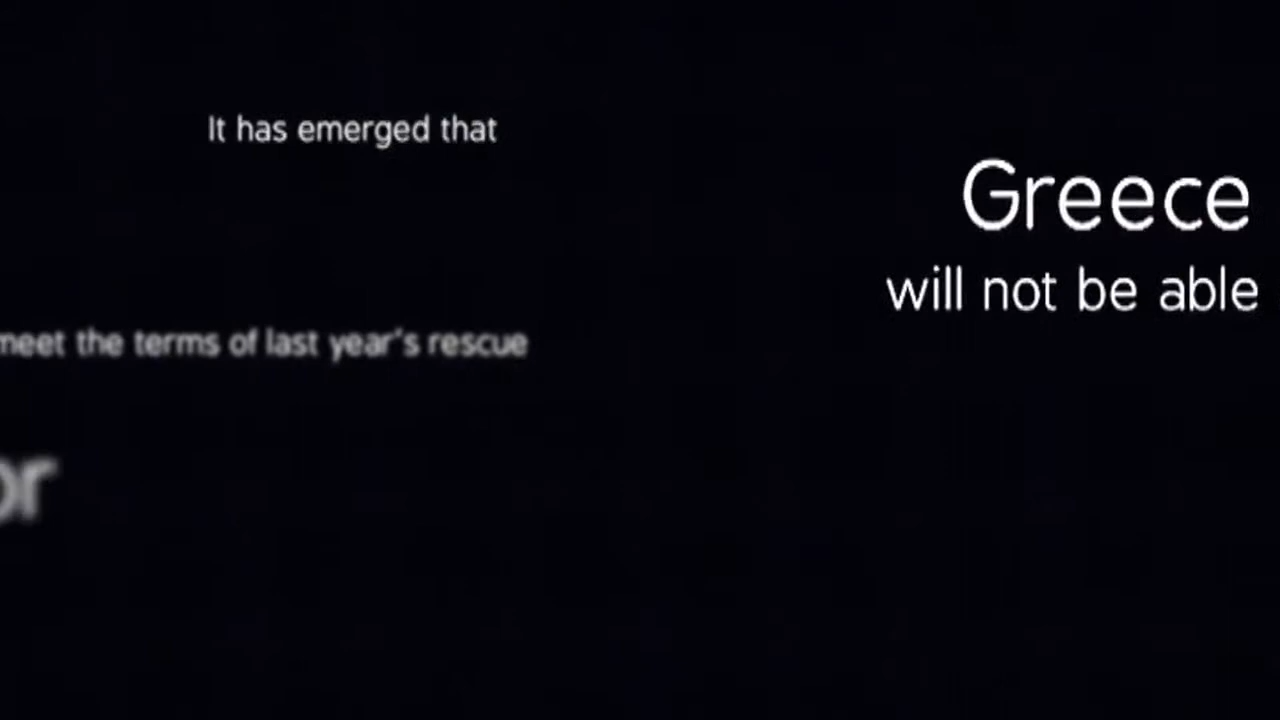 It has emerged that
Greece
will not be able
meet the terms of last year's rescue